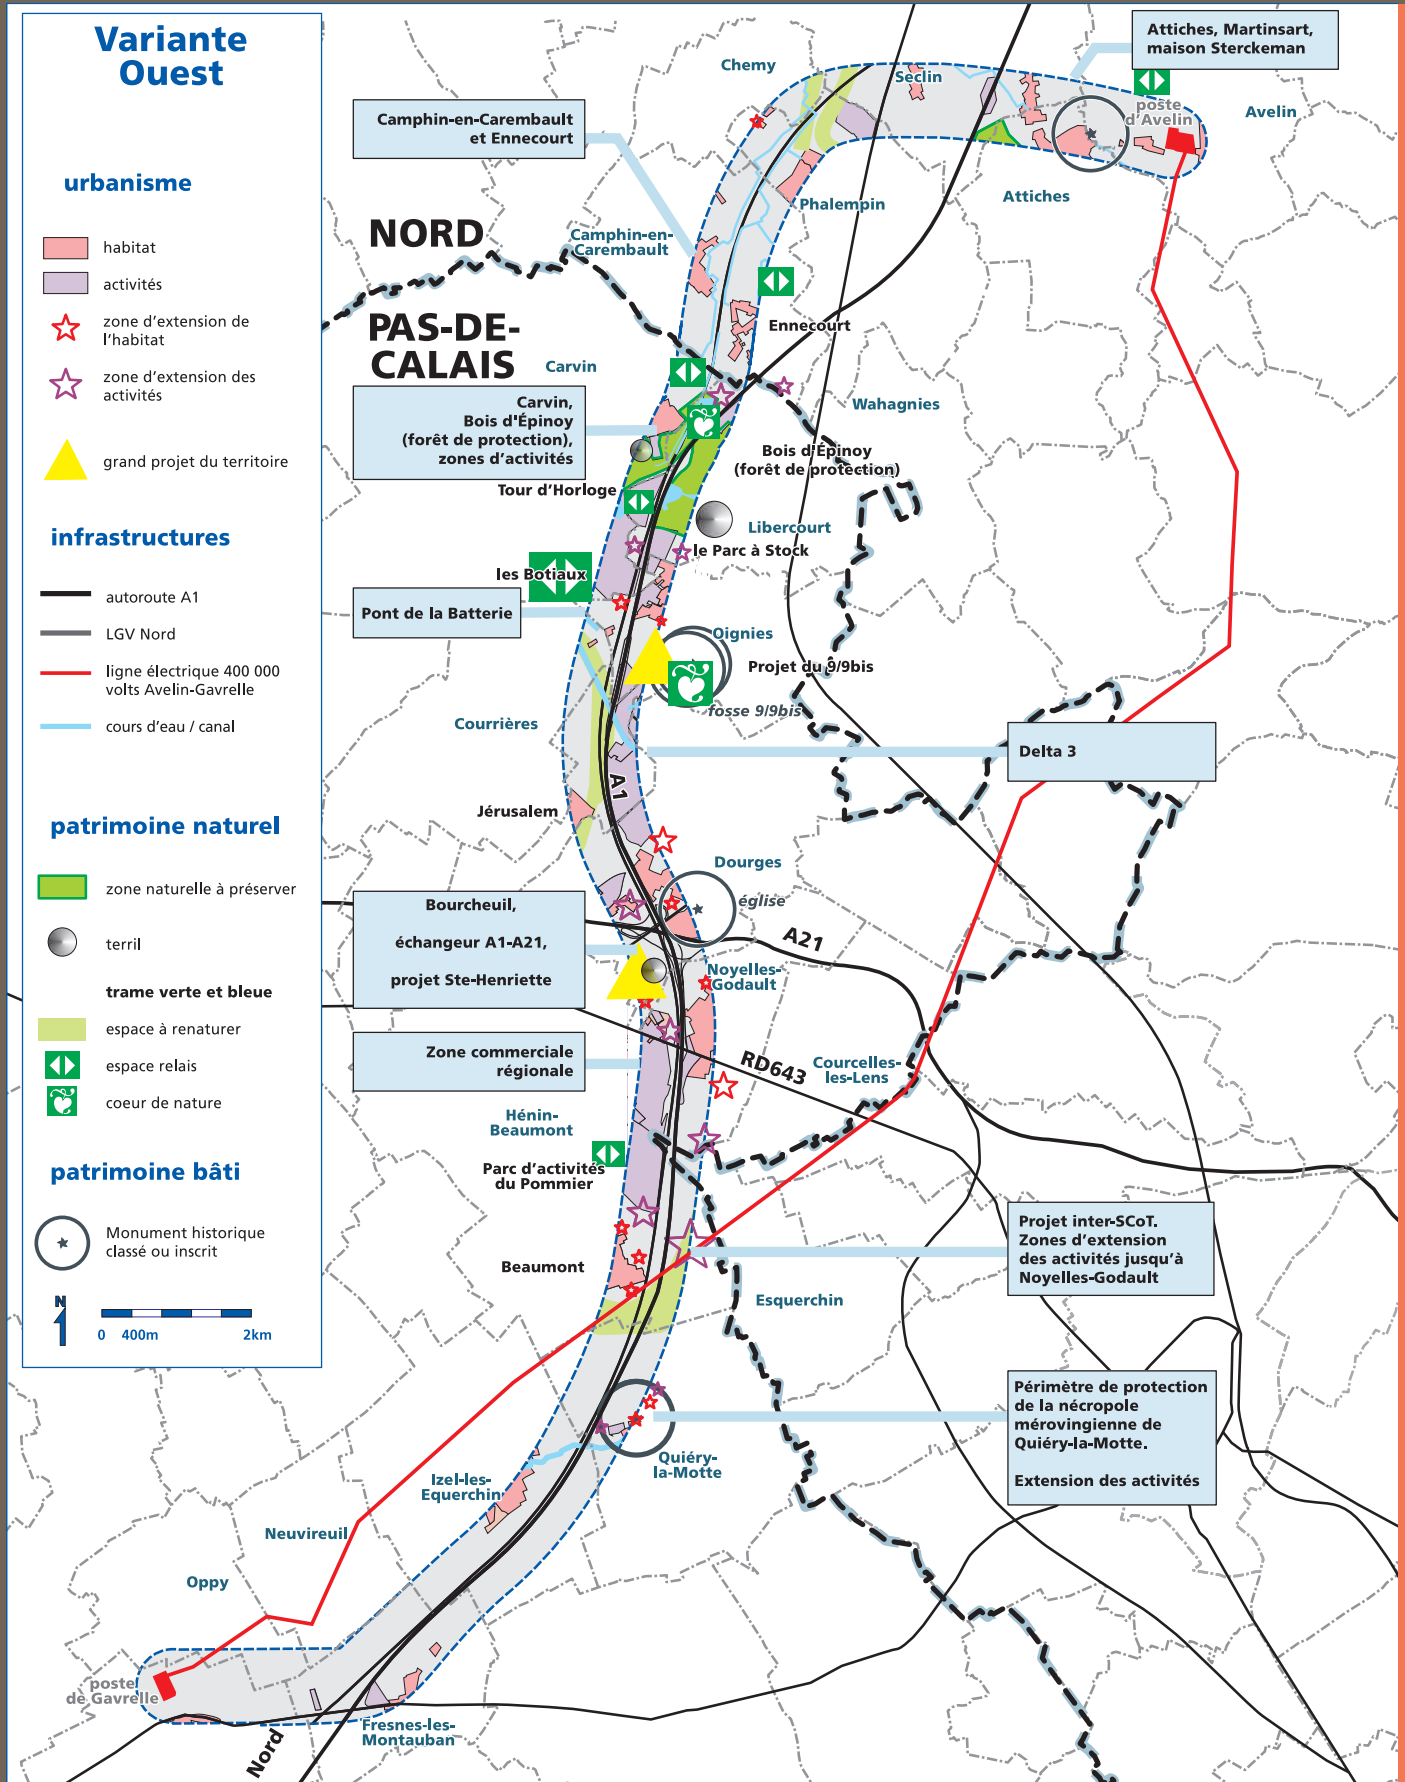 Variante
Ouest
urbanisme
habitat
activités
zone d'extension de
l'habitat
zone d'extension des
activités
grand projet du territoire
infrastructures
autoroute A1
LGV Nord
ligne électrique 400 000
volts Avelin-Gavrelle
cours d'eau / canal
patrimoine naturel
zone naturelle à préserver
terril
trame verte et bleue
espace à renaturer
espace relais
coeur de nature
patrimoine bâti
Monument historique
classé ou inscrit
N
0 400m 2km
Attiches, Martinsart,
maison Sterckeman
Chemy
Seclin
poste
d'Avelin
Avelin
Camphin-en-Carembault
et Ennecourt
Attiches
Phalempin
NORD
Camphin-en-
Carembault
PAS-DE-
CALAIS
Ennecourt
Carvin
Wahagnies
Carvin,
Bois d'Épinoy
(forêt de protection),
zones d'activités
Bois d'Épinoy
(forêt de protection)
Tour d'Horloge
Libercourt
le Parc à Stock
les Botiaux
Pont de la Batterie
Oignies
Projet du 9/9bis
fosse 9/9bis
Courrières
Delta 3
A1
Jérusalem
Dourges
église
Bourcheuil,
échangeur A1-A21,
projet Ste-Henriette
A21
Noyelles-
Godault
Zone commerciale
régionale
RD643
Courcelles-
les-Lens
Hénin-
Beaumont
Parc d'activités
du Pommier
Projet inter-SCoT.
Zones d'extension
des activités jusqu'à
Noyelles-Godault
Beaumont
Esquerchin
Périmètre de protection
de la nécropole
mérovingienne de
Quiéry-la-Motte.
Extension des activités
Quiéry-
la-Motte
Izel-les-
Equerchin
Neuvireuil
Oppy
poste
de Gavrelle
Fresnes-les-
Montauban
Nord